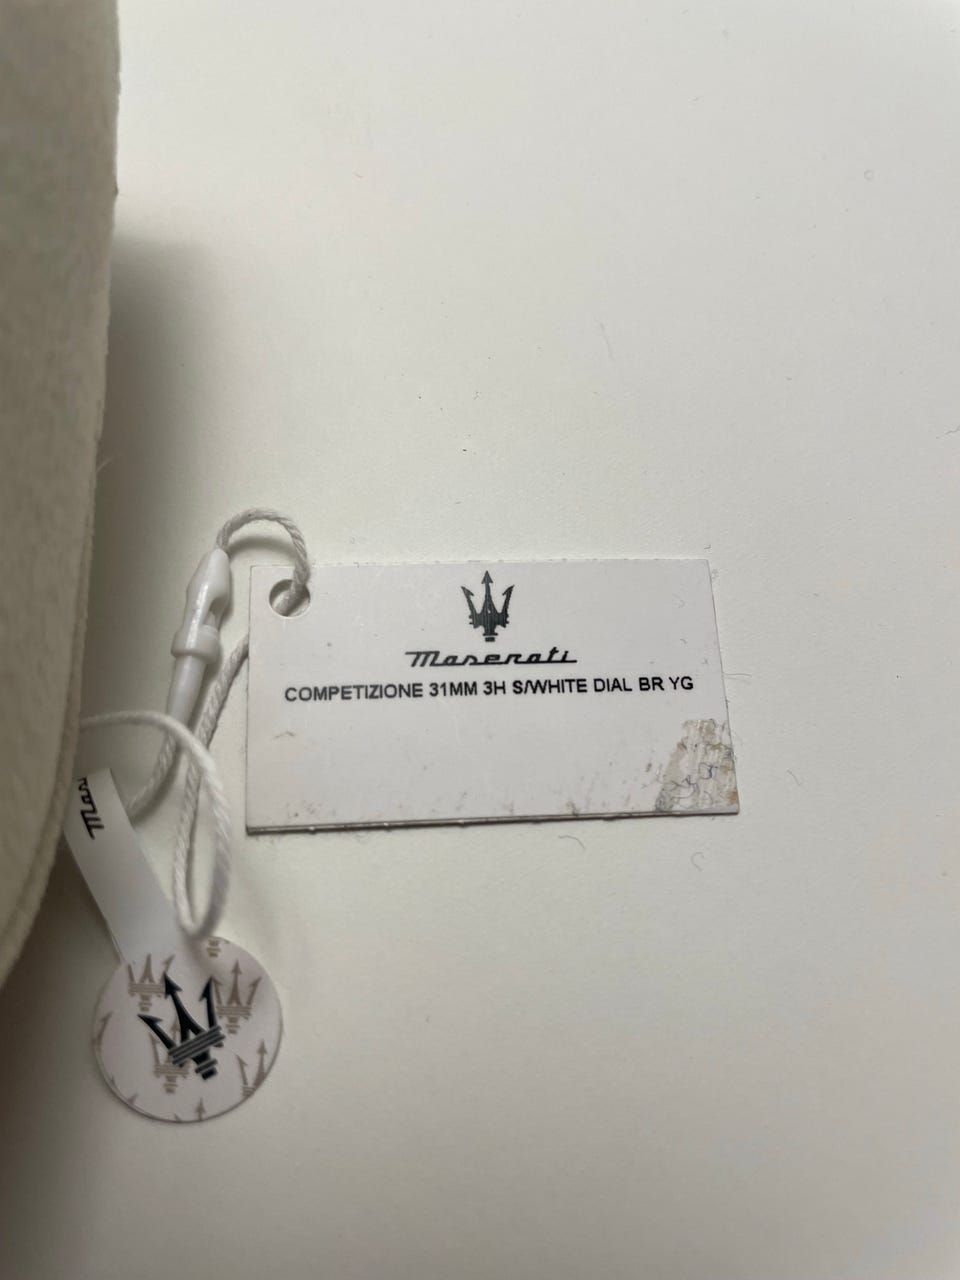 Maserati
COMPETIZIONE 31MM 3H S/WHITE DIAL BR YG